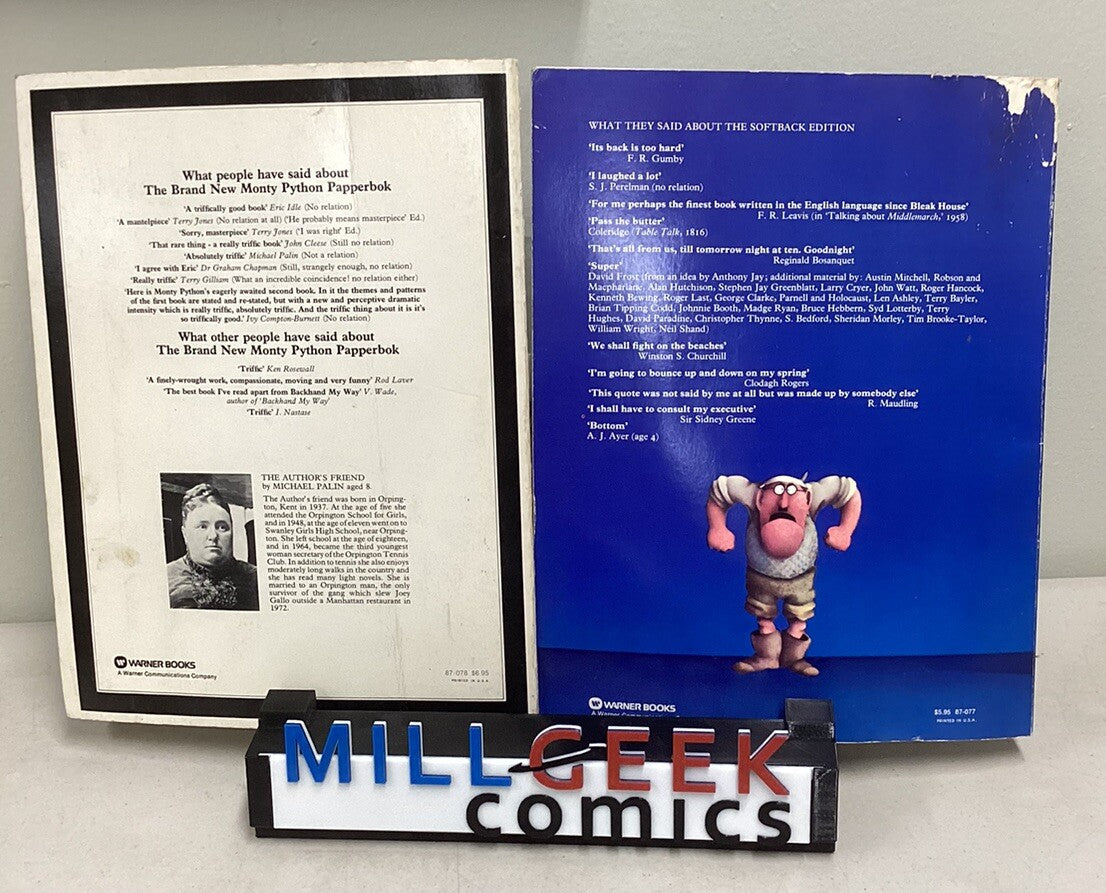 What people have said about
The Brand New Monty Python Papperbok
'A triffically good book' Eric Idle (No relation)
'A mantelpiece' Terry Jones (No relation at all) ('He probably means masterpiece' Ed.)
'Sorry, masterpiece' Terry Jones ('I was right' Ed.)
'That rare thing - a really triffic book' John Cleese (Still no relation)
'Absolutely triffic' Michael Palin (Not a relation)
'I agree with Eric' Dr Graham Chapman (Still, strangely enough, no relation)
'Really triffic' Terry Gilliam (What an incredible coincidence! no relation either)
'Here is Monty Python's eagerly awaited second book. In it the themes and patterns
of the first book are stated and re-stated, but with a new and perceptive dramatic
intensity which is really triffic, absolutely triffic. And the triffic thing about it is it's
so triffically good.' Ivy Compton-Burnett (No relation)
What other people have said about
The Brand New Monty Python Papperbok
'Triffic' Ken Rosewall
'A finely-wrought work, compassionate, moving and very funny' Rod Laver
'The best book I've read apart from Backhand My Way' V. Wade,
author of 'Backhand My Way'
'Triffic' I. Nastase
THE AUTHOR'S FRIEND
by MICHAEL PALIN aged 8.
The Author's friend was born in Orping-
ton, Kent in 1937. At the age of five she
attended the Orpington School for Girls,
and in 1948, at the age of eleven went on to
Swanley Girls High School, near Orping-
ton. She left school at the age of eighteen,
and in 1964, became the third youngest
woman secretary of the Orpington Tennis
Club. In addition to tennis she also enjoys
moderately long walks in the country and
she has read many light novels. She is
married to an Orpington man, the only
survivor of the gang which slew Joey
Gallo outside a Manhattan restaurant in
1972.
WARNER BOOKS
A Warner Communications Company
87-078 $6.95
PRINTED IN U.S.A.
WHAT THEY SAID ABOUT THE SOFTBACK EDITION
'Its back is too hard'
F. R. Gumby
'I laughed a lot'
S. J. Perelman (no relation)
'For me perhaps the finest book written in the English language since Bleak House'
F. R. Leavis (in 'Talking about Middlemarch,' 1958)
'Pass the butter'
Coleridge (Table Talk, 1816)
'That's all from us, till tomorrow night at ten. Goodnight'
Reginald Bosanquet
'Super'
David Frost (from an idea by Anthony Jay; additional material by: Austin Mitchell, Robson and
Macpharlane, Alan Hutchison, Stephen Jay Greenblatt, Larry Cryer, John Watt, Roger Hancock,
Kenneth Bewing, Roger Last, George Clarke, Parnell and Holocaust, Len Ashley, Terry Bayler,
Brian Tipping Codd, Johnnie Booth, Madge Ryan, Bruce Hebbern, Syd Lotterby, Terry
Hughes, David Paradine, Christopher Thynne, S. Bedford, Sheridan Morley, Tim Brooke-Taylor,
William Wright, Neil Shand)
'We shall fight on the beaches'
Winston S. Churchill
'I'm going to bounce up and down on my spring'
Clodagh Rogers
'This quote was not said by me at all but was made up by somebody else'
R. Maudling
'I shall have to consult my executive'
Sir Sidney Greene
'Bottom'
A. J. Ayer (age 4)
WARNER BOOKS
A Warner
$5.95 87-077
PRINTED IN U.S.A.
MILLGEEK
comics